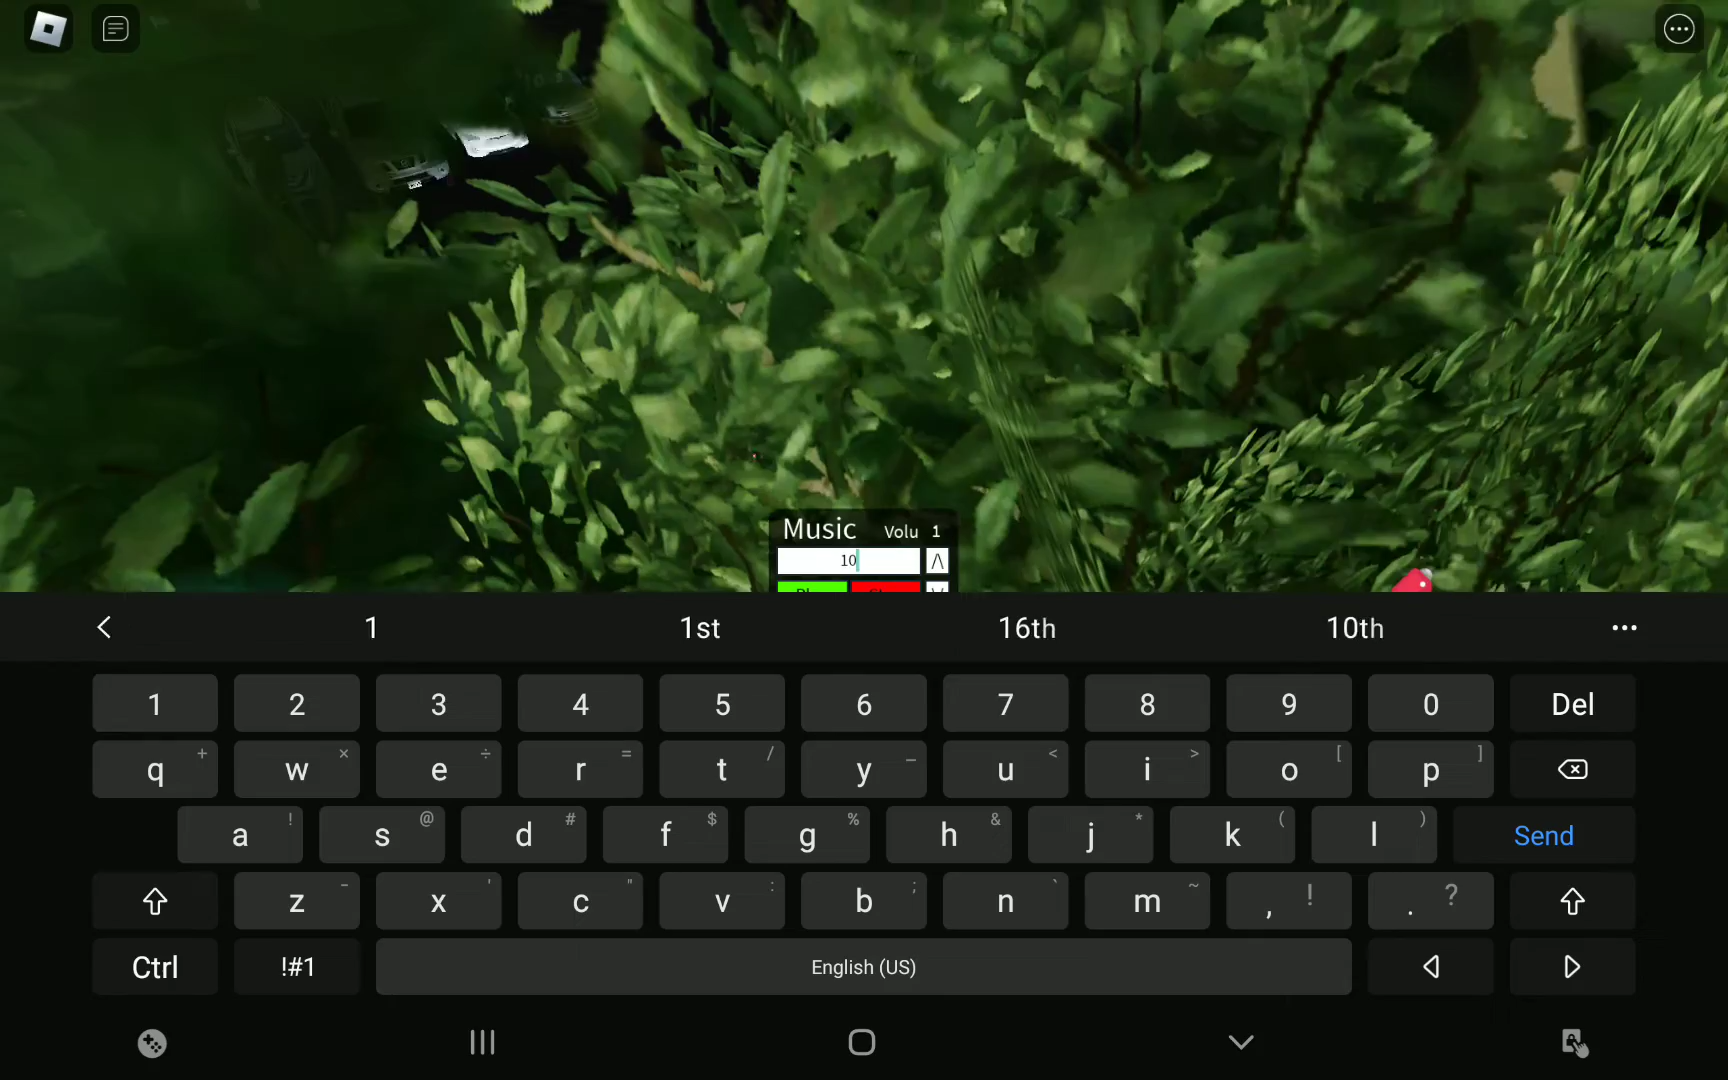 Music Volu 1
10 /\
1 1st 16th 10th ...
1 2 3 4 5 6 7 8 9 0 Del
+ × ÷ = / _ < > [ ]
q w e r t y u i o p
! @ # $ % & * ( )
a s d f g h j k l Send
- ' " : ; ` ~ ! ?
z x c v b n m , .
Ctrl !#1 English (US)